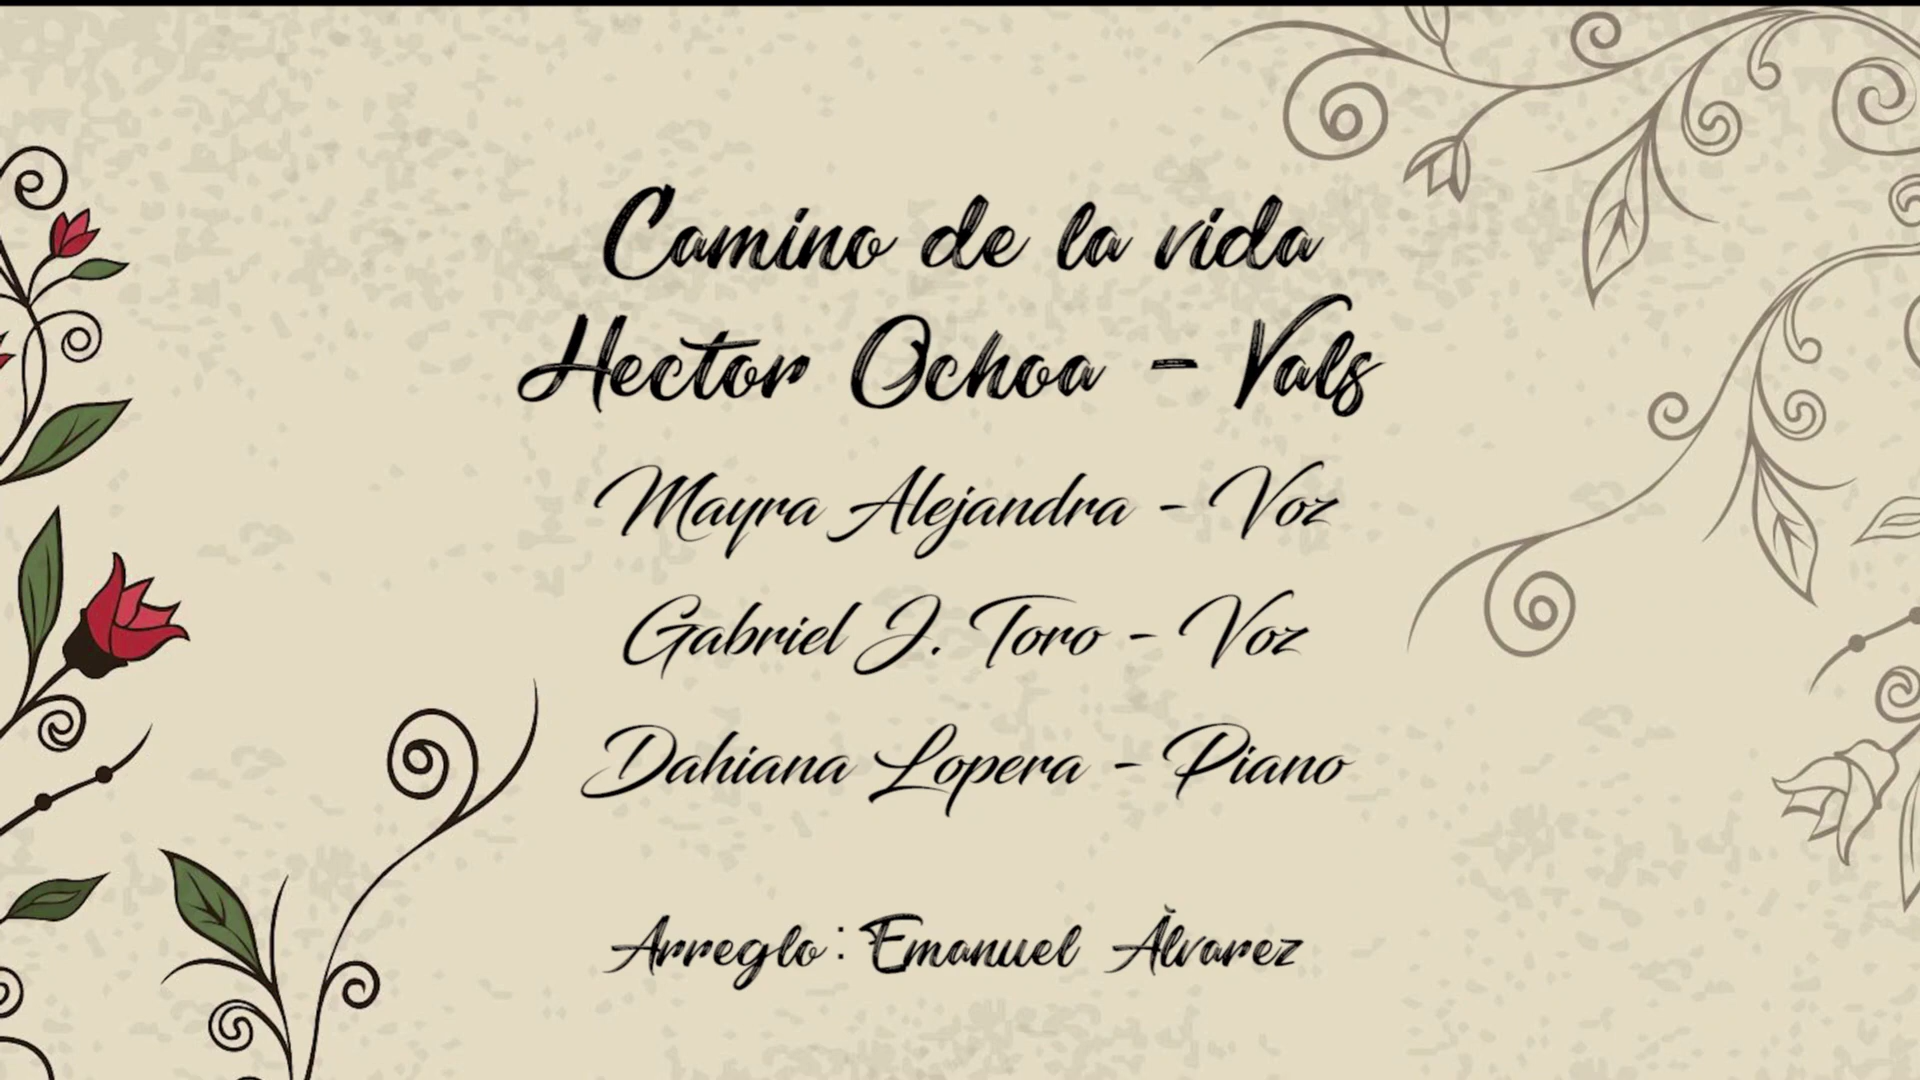 Camino de la vida
Hector Ochoa - Vals
Mayra Alejandra - Voz
Gabriel J. Toro - Voz
Dahiana Lopera - Piano
Arreglo: Emanuel Àlvarez